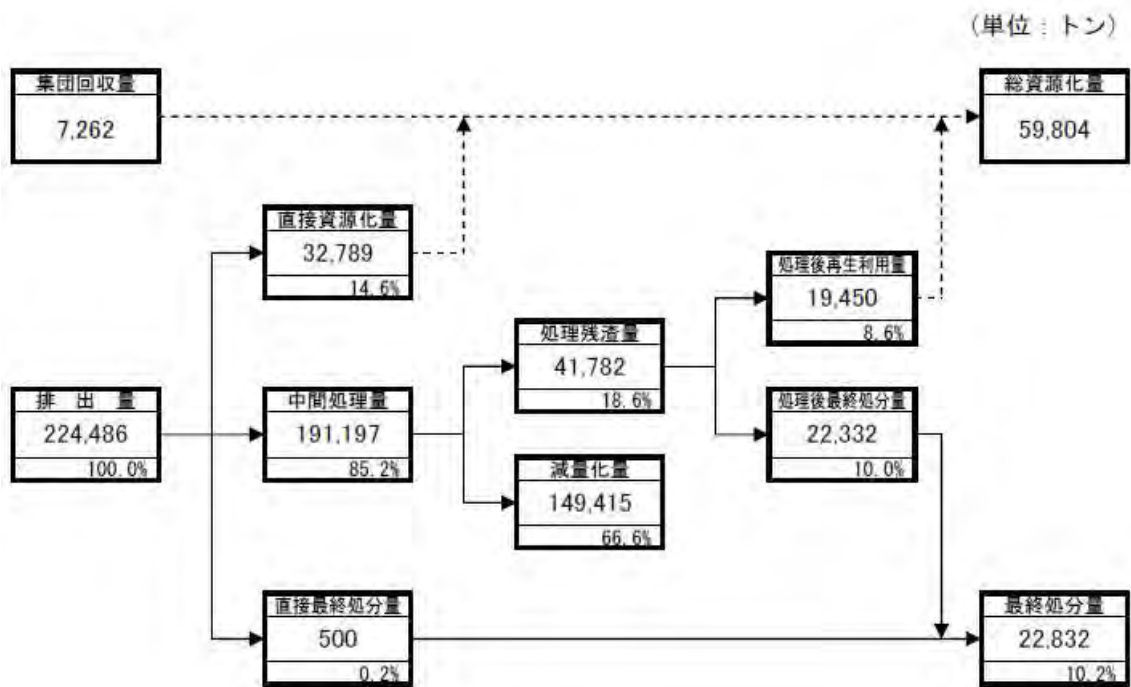 (単位：トン)
集団回収量
7,262
総資源化量
59,804
直接資源化量
32,789
14.6%
処理後再生利用量
19,450
8.6%
処理残渣量
41,782
18.6%
排 出 量
224,486
100.0%
中間処理量
191,197
85.2%
処理後最終処分量
22,332
10.0%
減量化量
149,415
66.6%
直接最終処分量
500
0.2%
最終処分量
22,832
10.2%